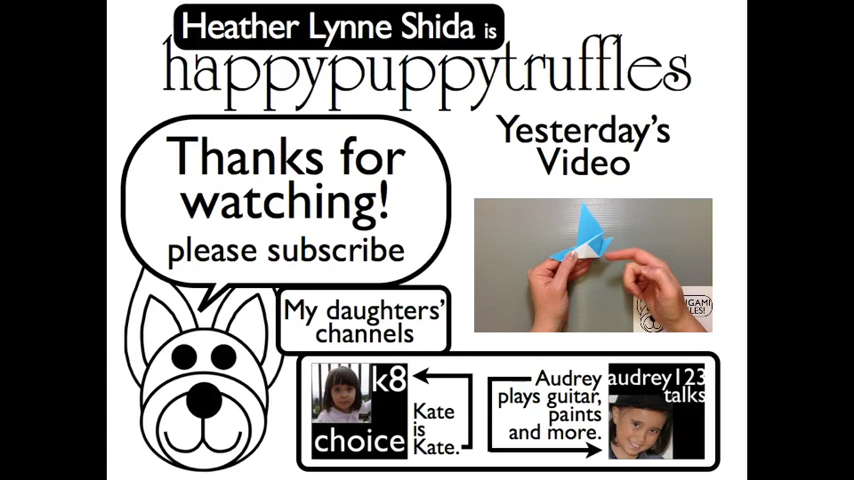 Heather Lynne Shida is
happypuppytruffles
Thanks for
watching!
please subscribe
Yesterday's
Video
My daughters'
channels
k8
choice
Kate
is
Kate.
Audrey
plays guitar,
paints
and more.
audrey123
talks